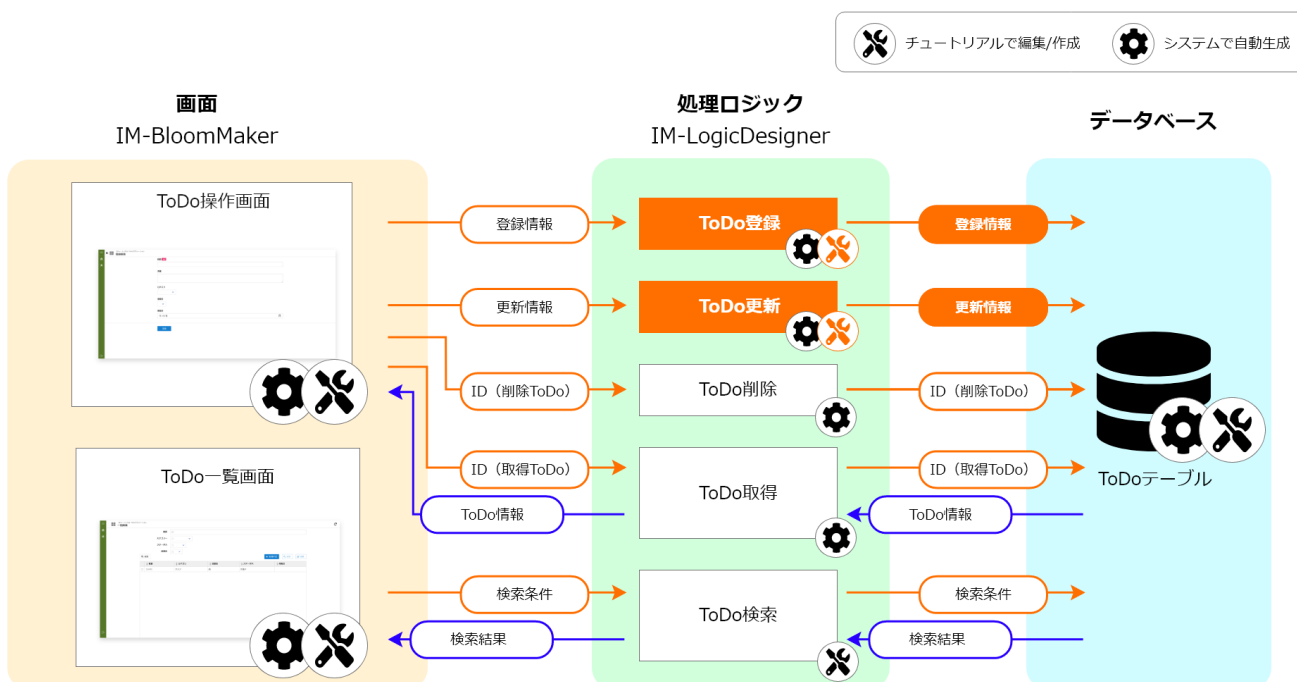 チュートリアルで編集/作成
システムで自動生成
画面
IM-BloomMaker
処理ロジック
IM-LogicDesigner
データベース
ToDo操作画面
登録情報
ToDo登録
登録情報
更新情報
ToDo更新
更新情報
ID（削除ToDo）
ToDo削除
ID（削除ToDo）
ToDo一覧画面
ID（取得ToDo）
ToDo情報
ToDo取得
ID（取得ToDo）
ToDo情報
ToDoテーブル
検索条件
検索結果
ToDo検索
検索条件
検索結果